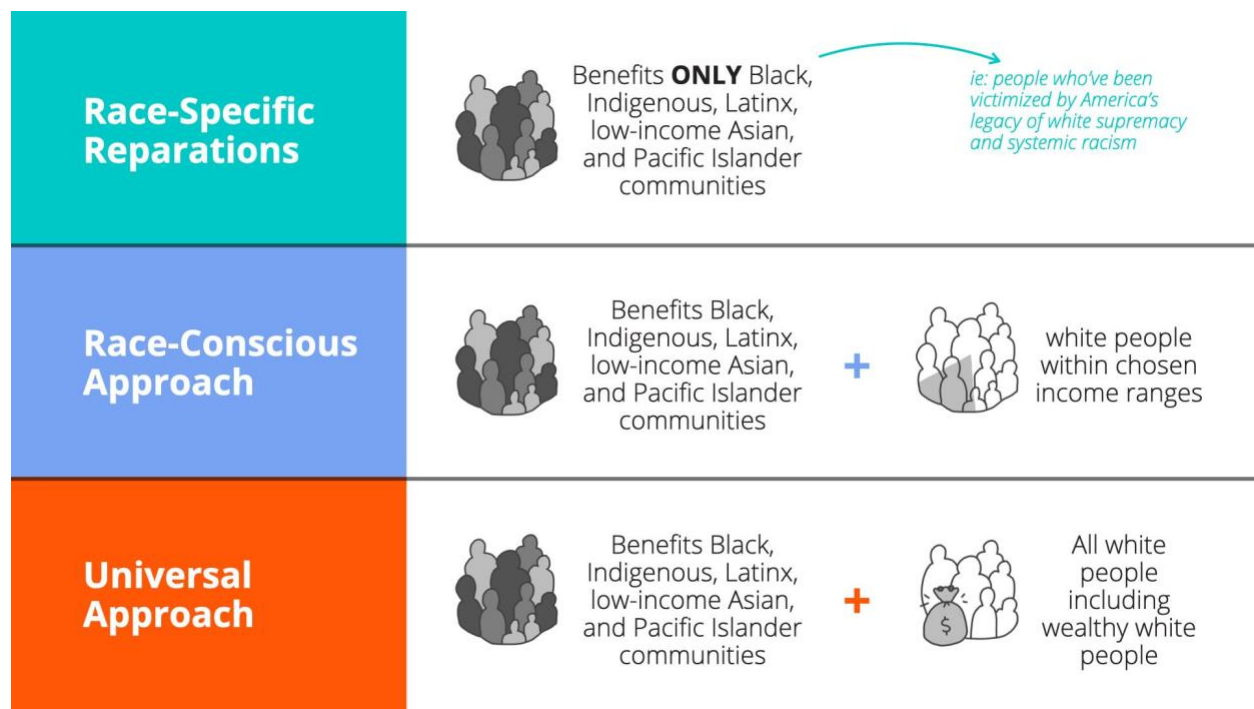 Race-Specific
Reparations
Benefits ONLY Black,
Indigenous, Latinx,
low-income Asian,
and Pacific Islander
communities
ie: people who've been
victimized by America's
legacy of white supremacy
and systemic racism
Race-Conscious
Approach
Benefits Black,
Indigenous, Latinx,
low-income Asian,
and Pacific Islander
communities
+
white people
within chosen
income ranges
Universal
Approach
Benefits Black,
Indigenous, Latinx,
low-income Asian,
and Pacific Islander
communities
+
$
All white
people
including
wealthy white
people